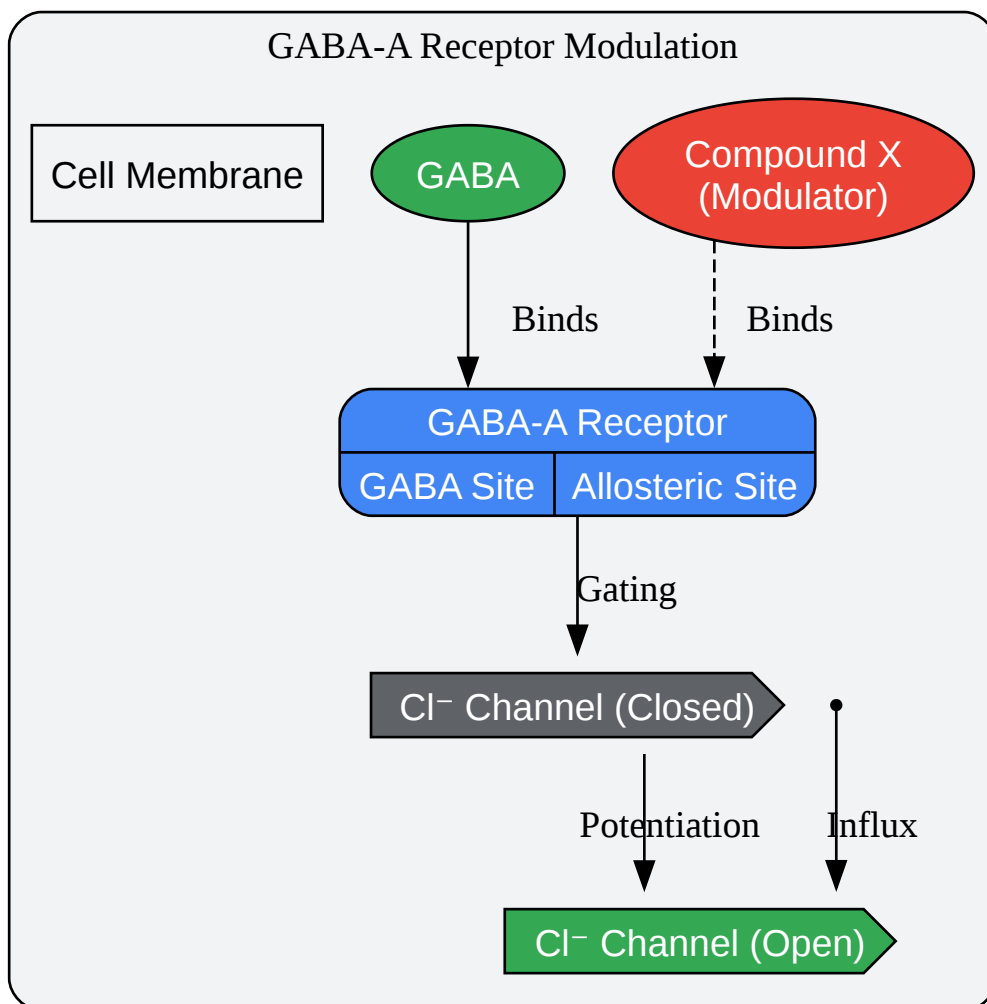 GABA-A Receptor Modulation
Cell Membrane
GABA
Compound X
(Modulator)
Binds
Binds
GABA-A Receptor
GABA Site
Allosteric Site
Gating
Cl⁻ Channel (Closed)
Potentiation
Influx
Cl⁻ Channel (Open)